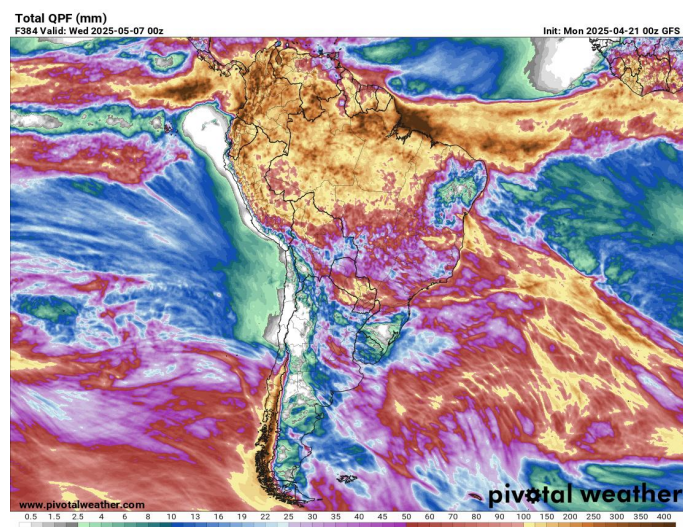 Total QPF (mm)
F384 Valid: Wed 2025-05-07 00z Init: Mon 2025-04-21 00z GFS
pivotal weather
www.pivotalweather.com
0.5 1.5 2.5 4 6 8 10 13 16 19 22 25 30 35 40 45 50 60 70 80 90 100 150 200 250 300 350 400